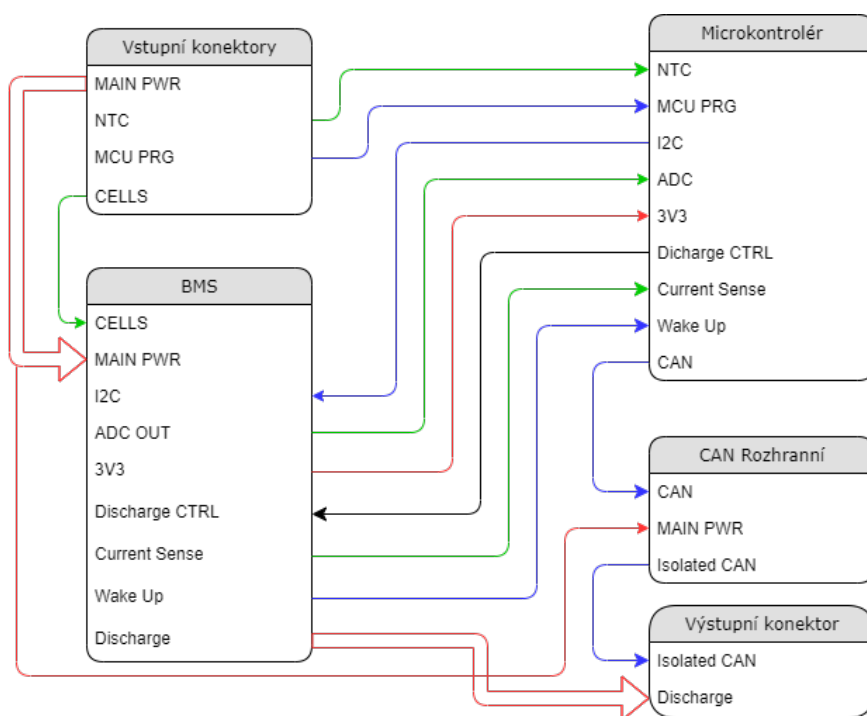 Vstupní konektory
MAIN PWR
NTC
MCU PRG
CELLS
BMS
CELLS
MAIN PWR
I2C
ADC OUT
3V3
Discharge CTRL
Current Sense
Wake Up
Discharge
Microkontrolér
NTC
MCU PRG
I2C
ADC
3V3
Dicharge CTRL
Current Sense
Wake Up
CAN
CAN Rozhranní
CAN
MAIN PWR
Isolated CAN
Výstupní konektor
Isolated CAN
Discharge